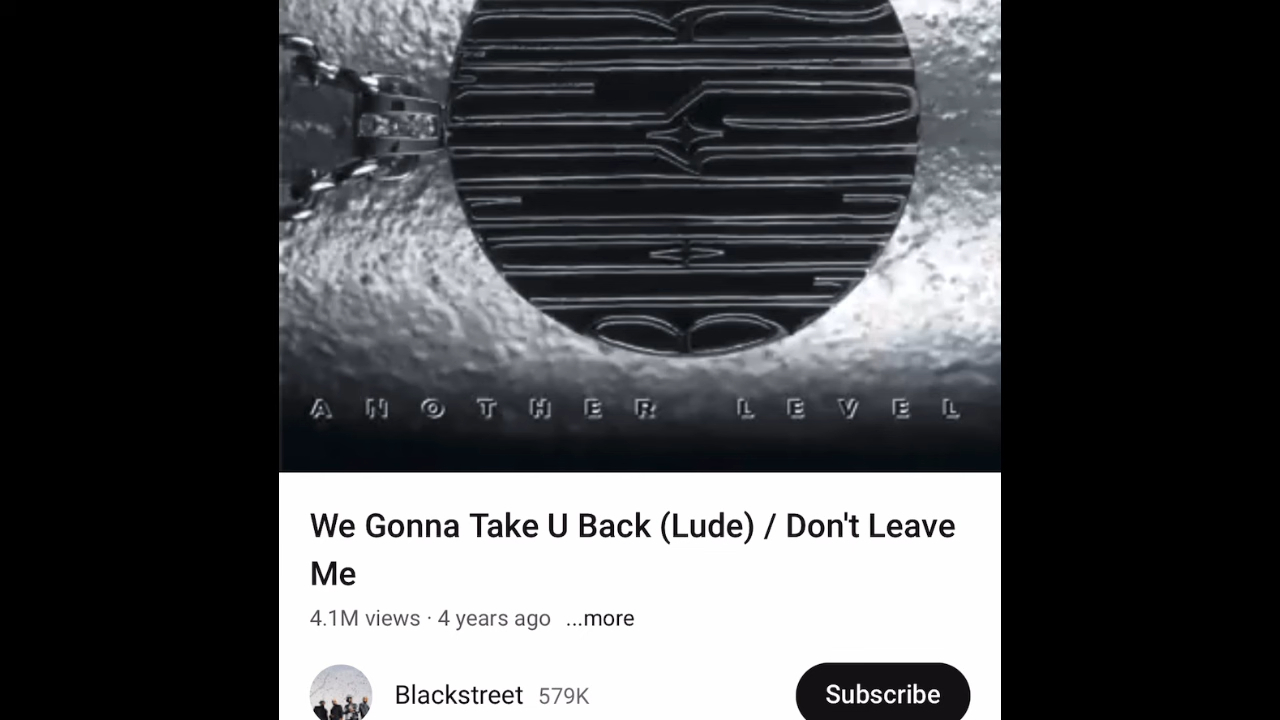 ANOTHER LEVEL
We Gonna Take U Back (Lude) / Don't Leave
Me
4.1M views · 4 years ago ...more
Blackstreet 579K
Subscribe